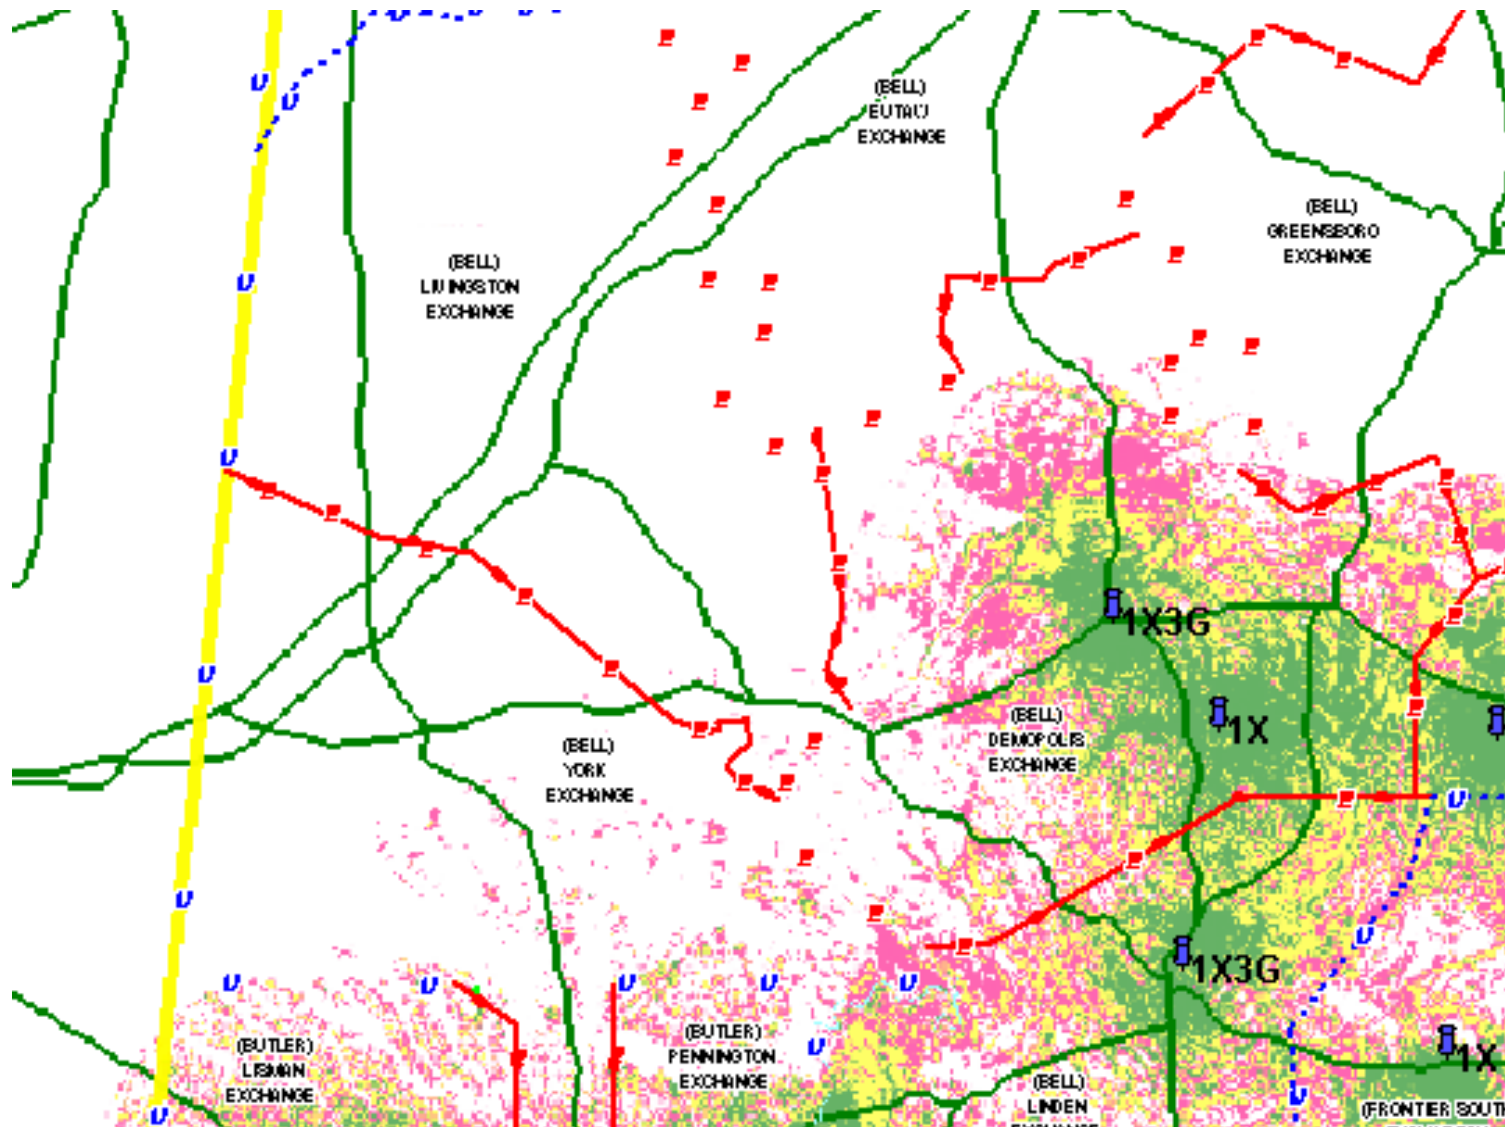 (BELL)
EUTAW
EXCHANGE
(BELL)
GREENSBORO
EXCHANGE
(BELL)
LIVINGSTON
EXCHANGE
1X3G
1X
(BELL)
DEMOPOLIS
EXCHANGE
(BELL)
YORK
EXCHANGE
1X3G
(BUTLER)
LISMAN
EXCHANGE
(BUTLER)
PENNINGTON
EXCHANGE
1X
(BELL)
LINDEN
(FRONTIER SOUTH